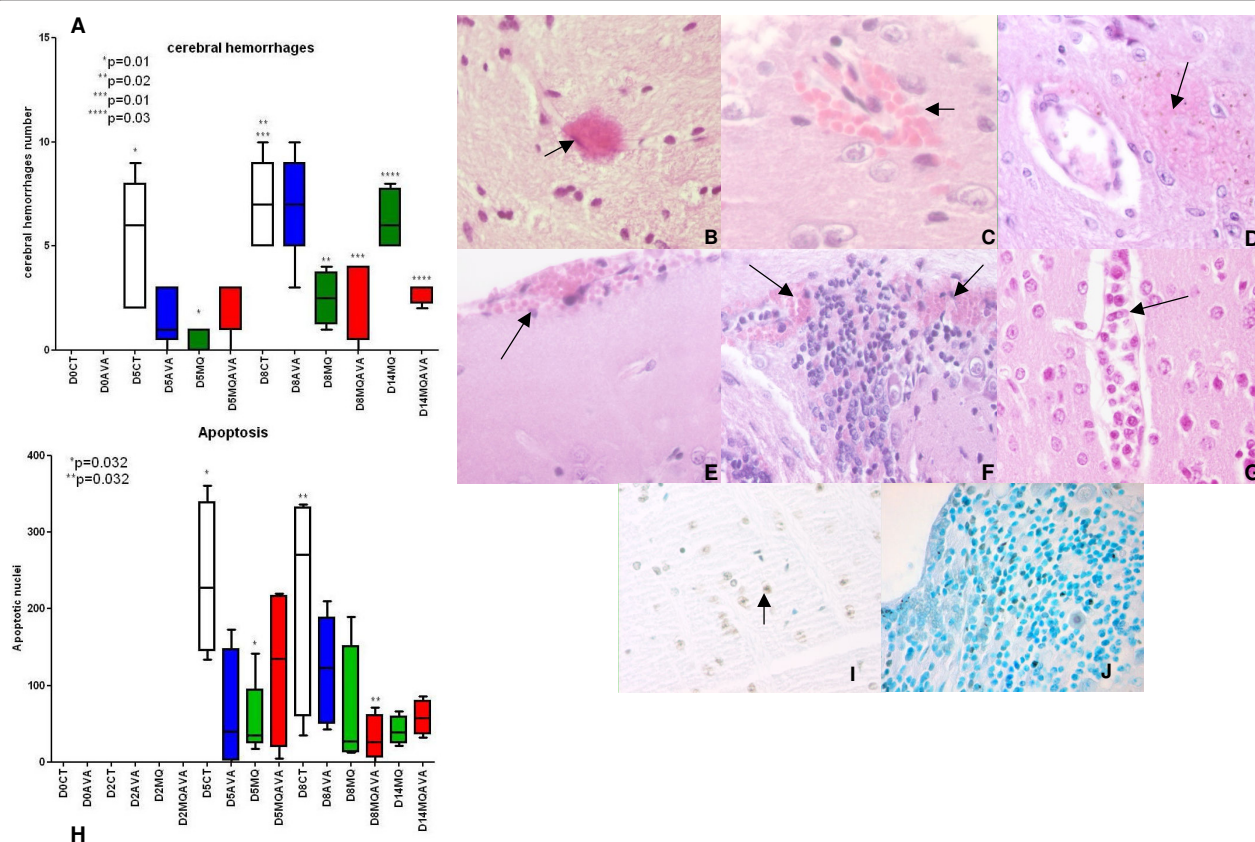 A
cerebral hemorrhages
*p=0.01
**p=0.02
***p=0.01
****p=0.03
cerebral hemorrhages number
15
10
5
0
*
*
**
***
**
***
****
****
D0CT
D0AVA
D5CT
D5AVA
D5MQ
D5MQAVA
D8CT
D8AVA
D8MQ
D8MQAVA
D14MQ
D14MQAVA
B
C
D
E
F
G
Apoptosis
*p=0.032
**p=0.032
Apoptotic nuclei
400
300
200
100
0
*
*
**
**
D0CT
D0AVA
D2CT
D2AVA
D2MQ
D2MQAVA
D5CT
D5AVA
D5MQ
D5MQAVA
D8CT
D8AVA
D8MQ
D8MQAVA
D14MQ
D14MQAVA
H
I
J